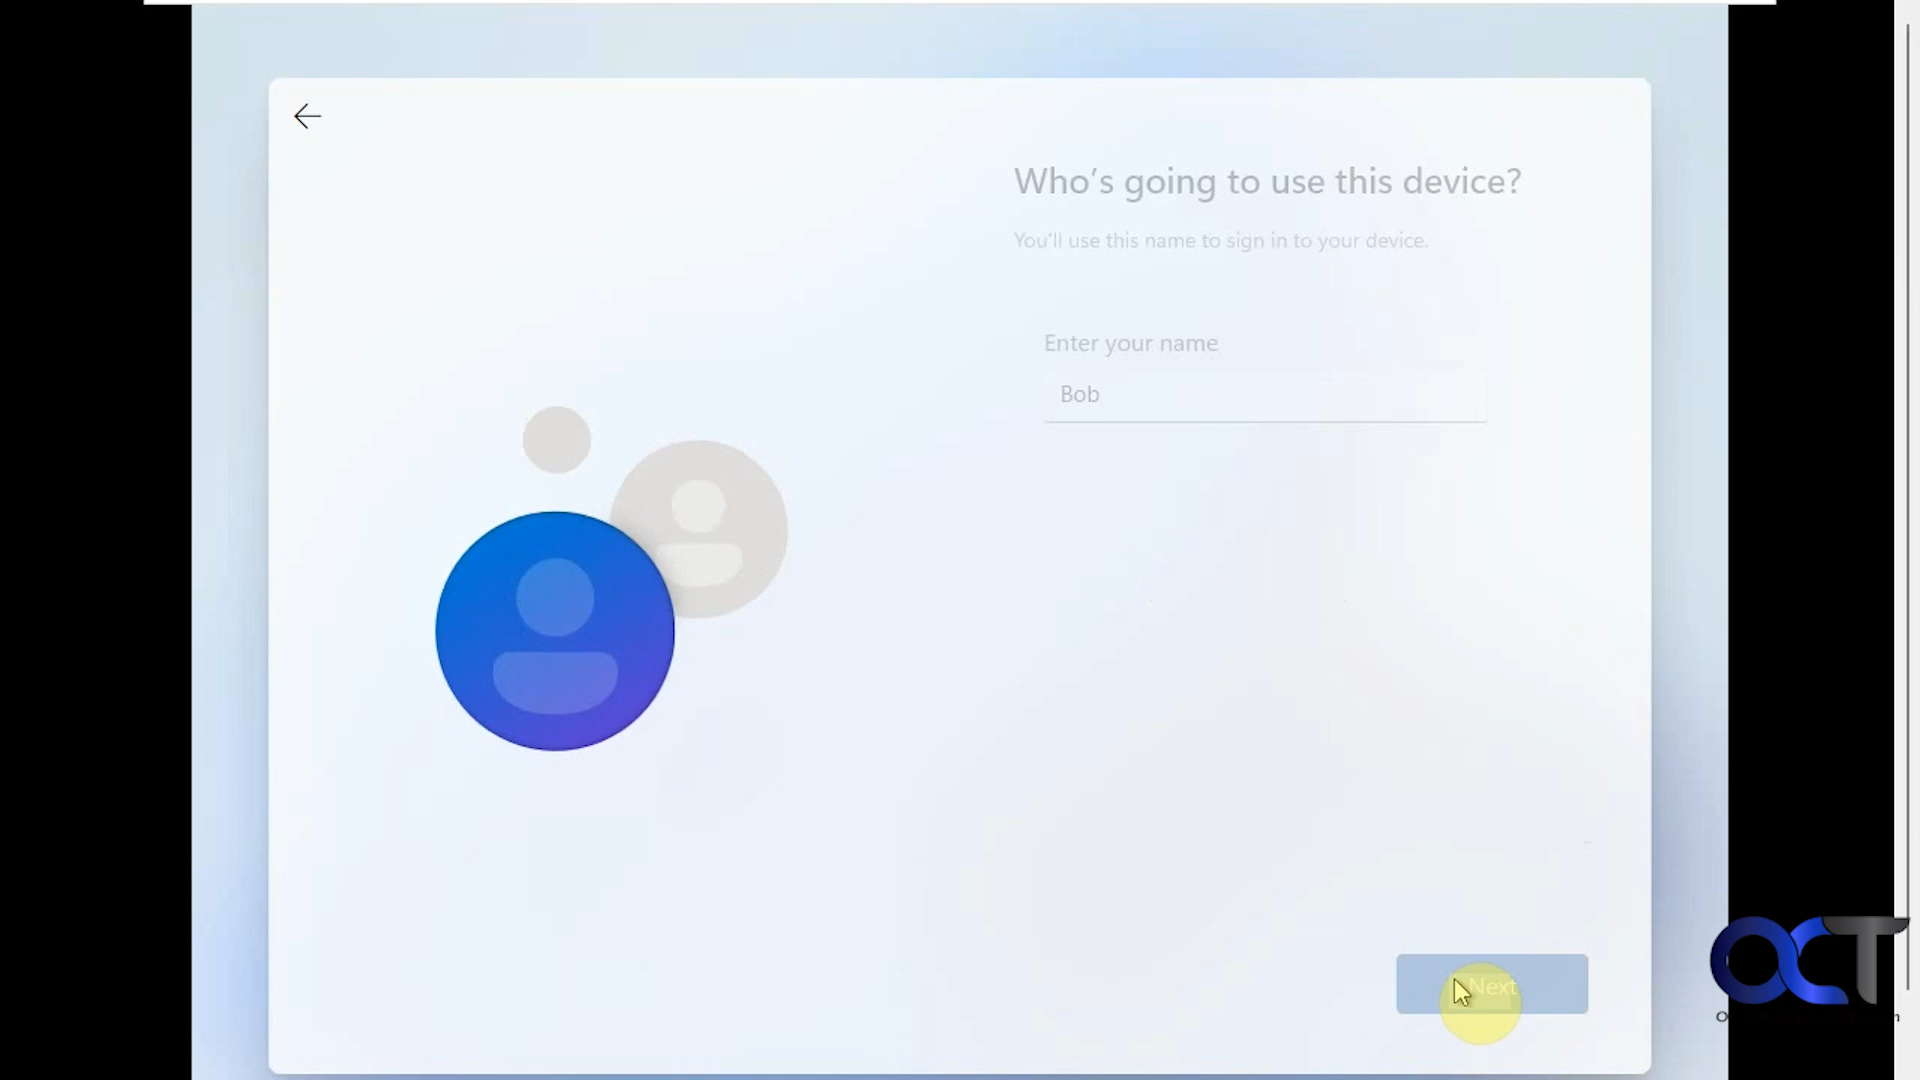 Who's going to use this device?
You'll use this name to sign in to your device.
Enter your name
Bob
Next
OCT